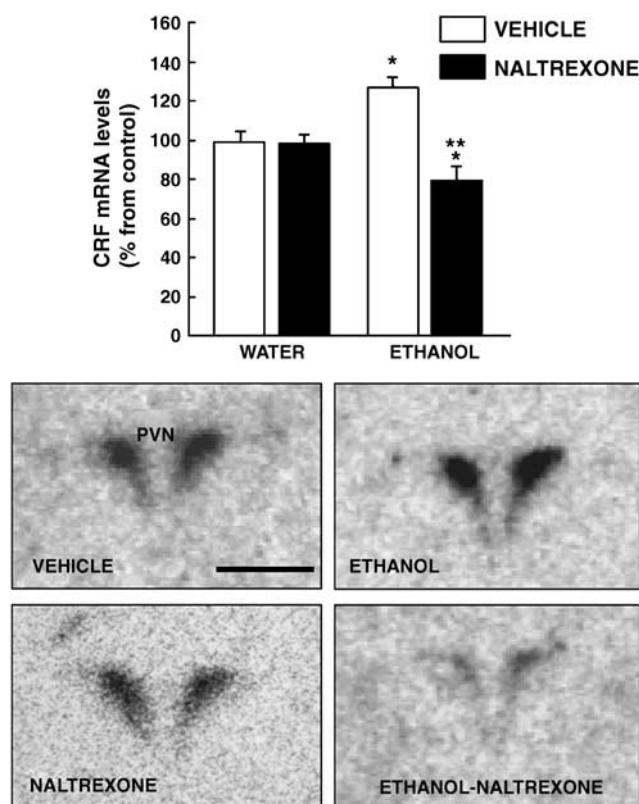 VEHICLE
NALTREXONE
CRF mRNA levels
(% from control)
160
140
120
100
80
60
40
20
0
*
**
*
WATER
ETHANOL
PVN
VEHICLE
ETHANOL
NALTREXONE
ETHANOL-NALTREXONE